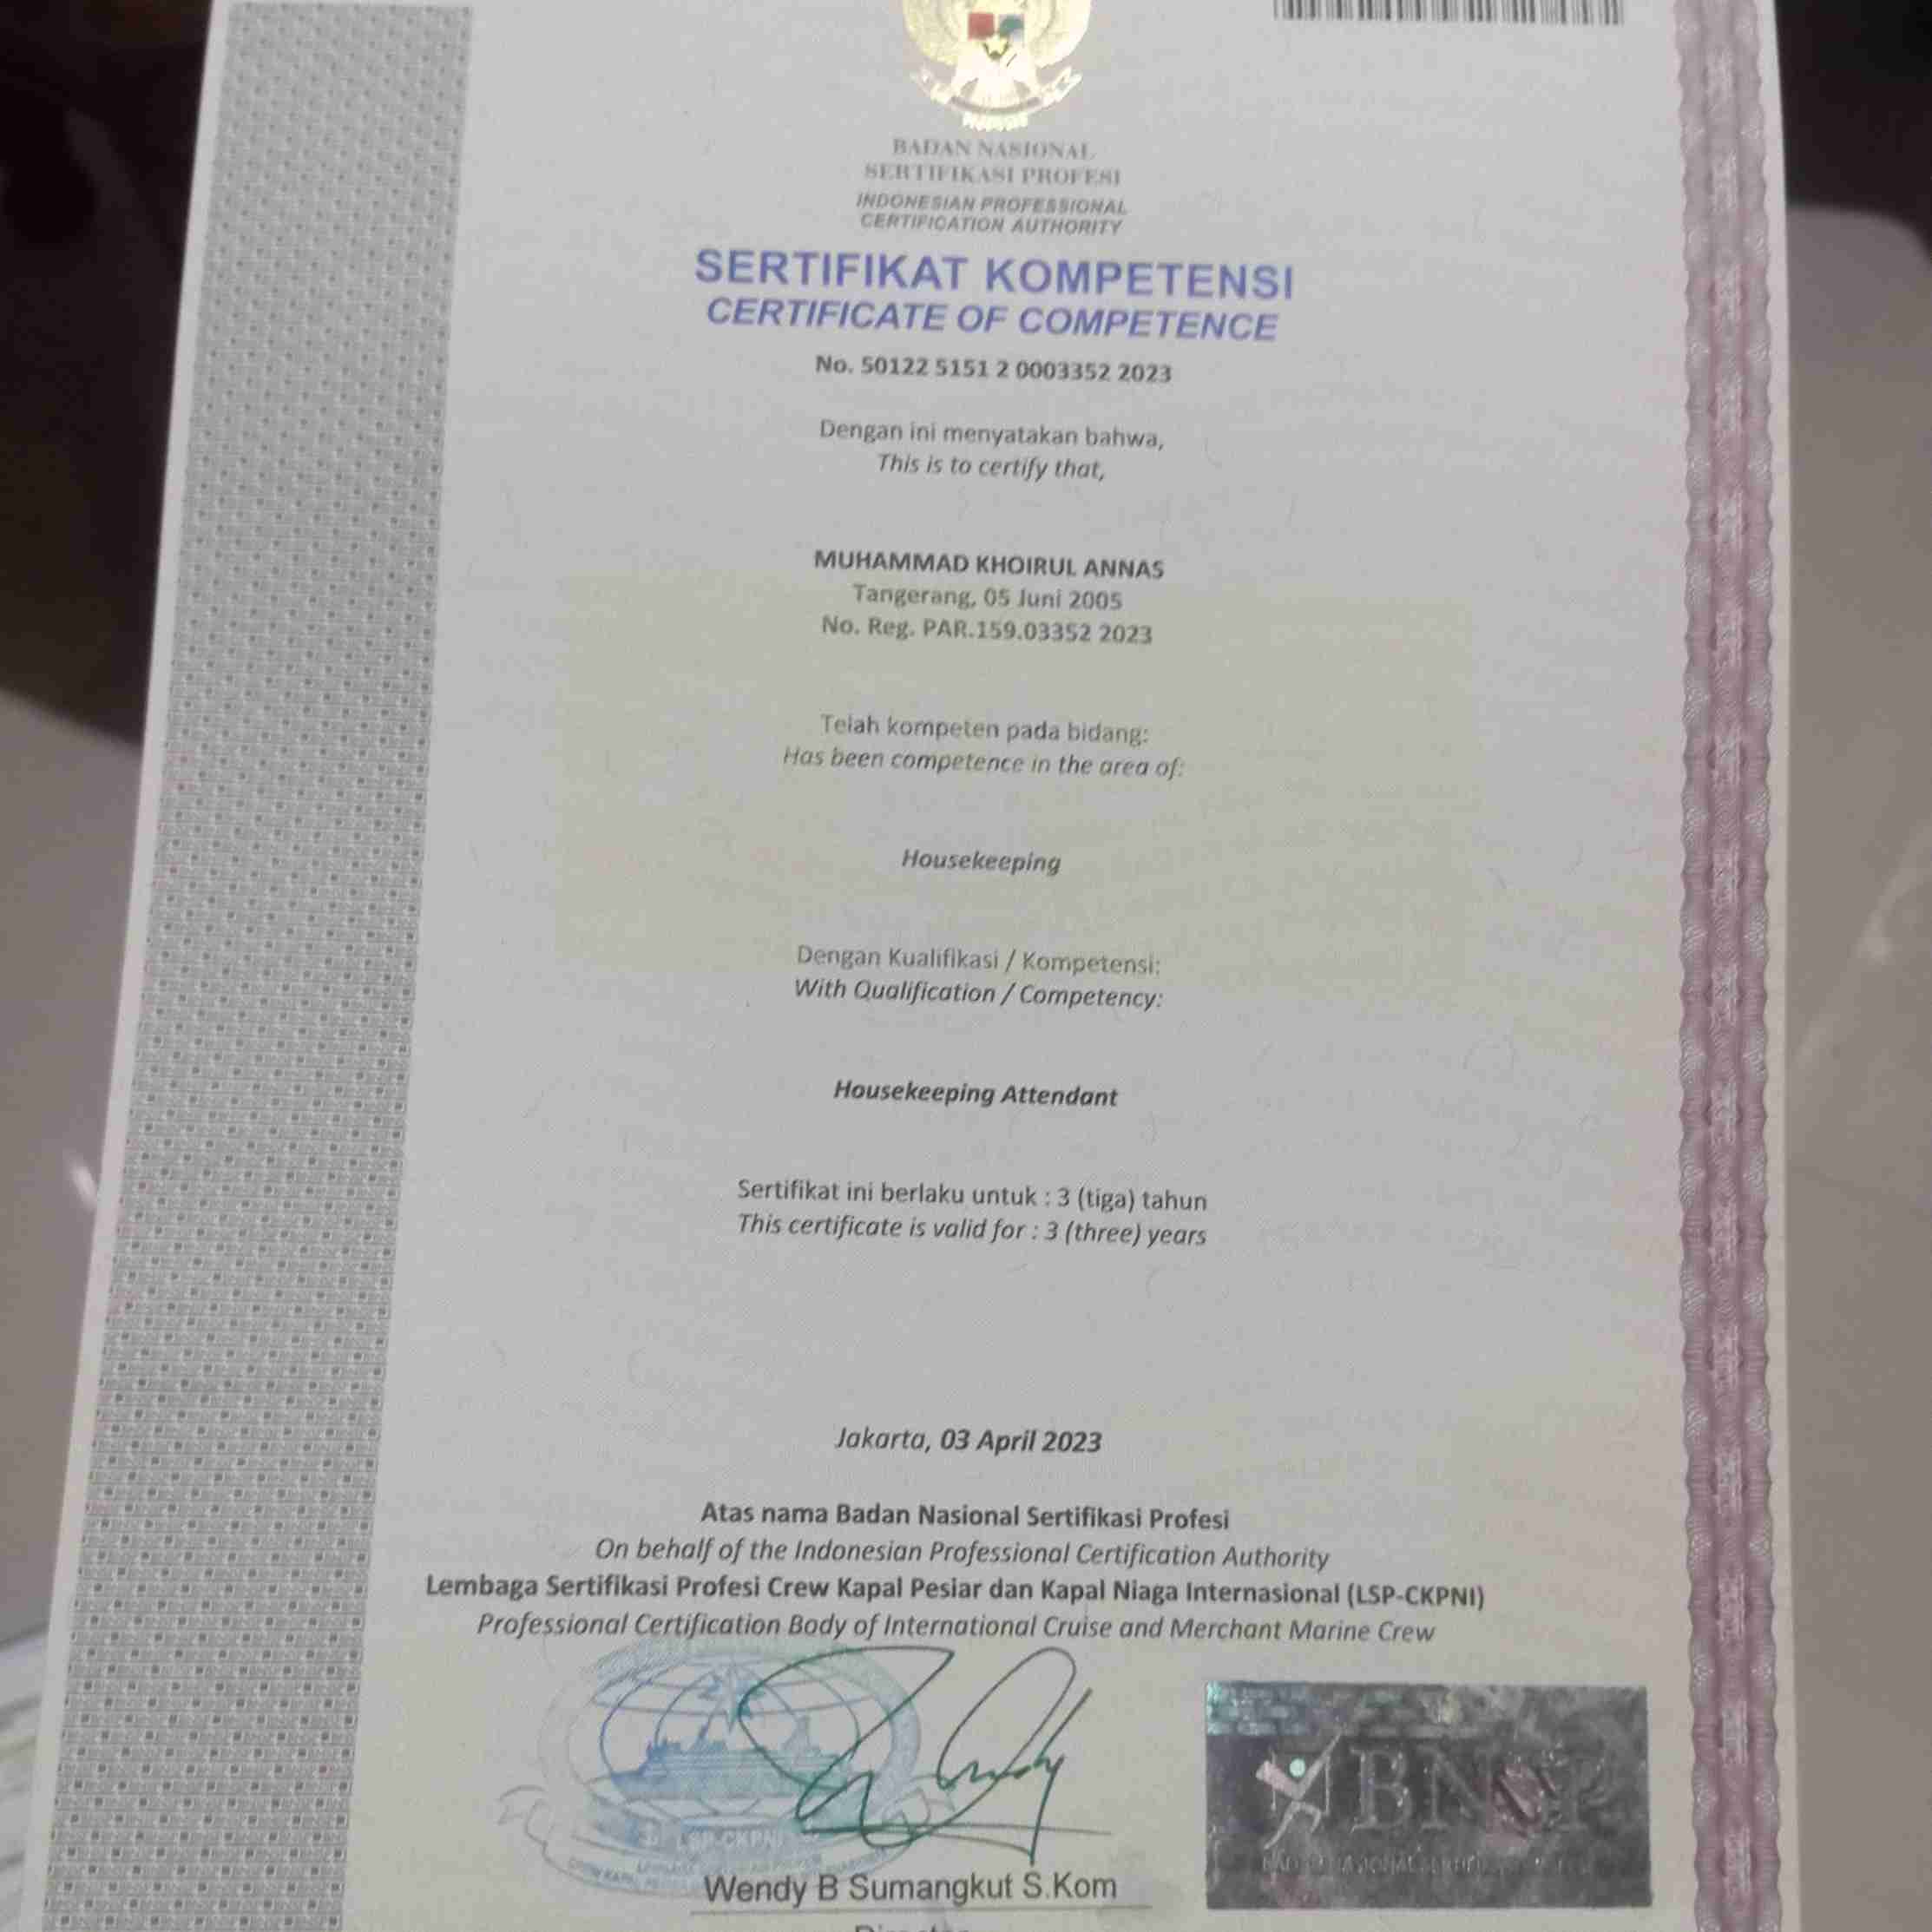 BADAN NASIONAL
SERTIFIKASI PROFESI
INDONESIAN PROFESSIONAL
CERTIFICATION AUTHORITY
SERTIFIKAT KOMPETENSI
CERTIFICATE OF COMPETENCE
No. 50122 5151 2 0003352 2023
Dengan ini menyatakan bahwa,
This is to certify that,
MUHAMMAD KHOIRUL ANNAS
Tangerang, 05 Juni 2005
No. Reg. PAR.159.03352 2023
Telah kompeten pada bidang:
Has been competence in the area of:
Housekeeping
Dengan Kualifikasi / Kompetensi:
With Qualification / Competency:
Housekeeping Attendant
Sertifikat ini berlaku untuk : 3 (tiga) tahun
This certificate is valid for : 3 (three) years
Jakarta, 03 April 2023
Atas nama Badan Nasional Sertifikasi Profesi
On behalf of the Indonesian Professional Certification Authority
Lembaga Sertifikasi Profesi Crew Kapal Pesiar dan Kapal Niaga Internasional (LSP-CKPNI)
Professional Certification Body of International Cruise and Merchant Marine Crew
LSP-CKPNI
BNSP
Wendy B Sumangkut S.Kom